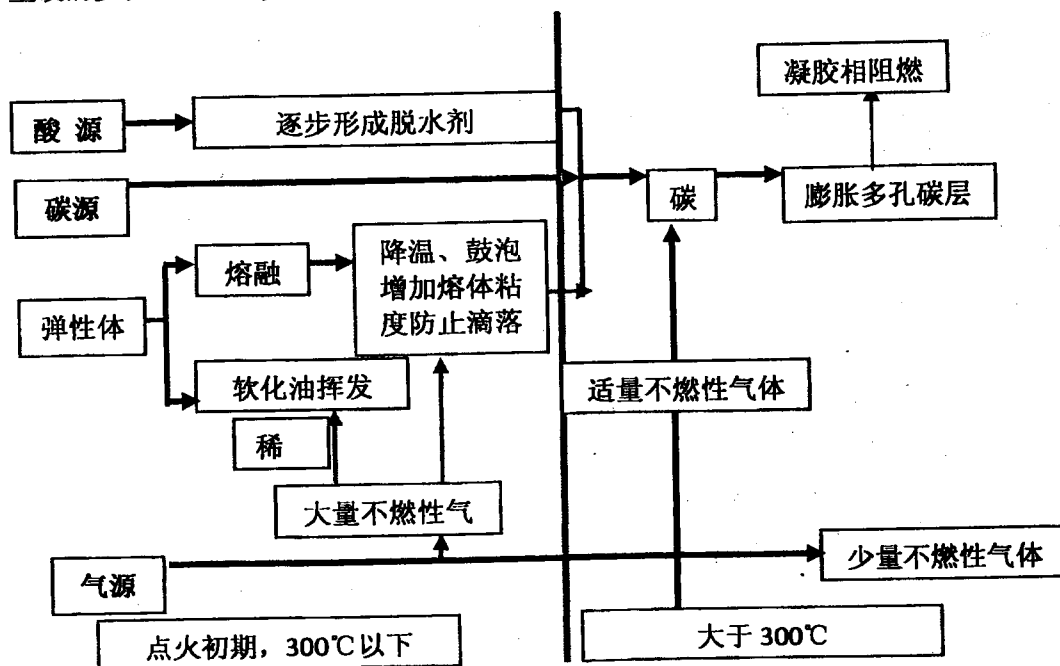 凝胶相阻燃
酸 源
逐步形成脱水剂
碳源
碳
膨胀多孔碳层
熔融
降温、鼓泡
增加熔体粘
度防止滴落
弹性体
软化油挥发
适量不燃性气体
稀
大量不燃性气
气源
少量不燃性气体
点火初期，300℃以下
大于 300℃